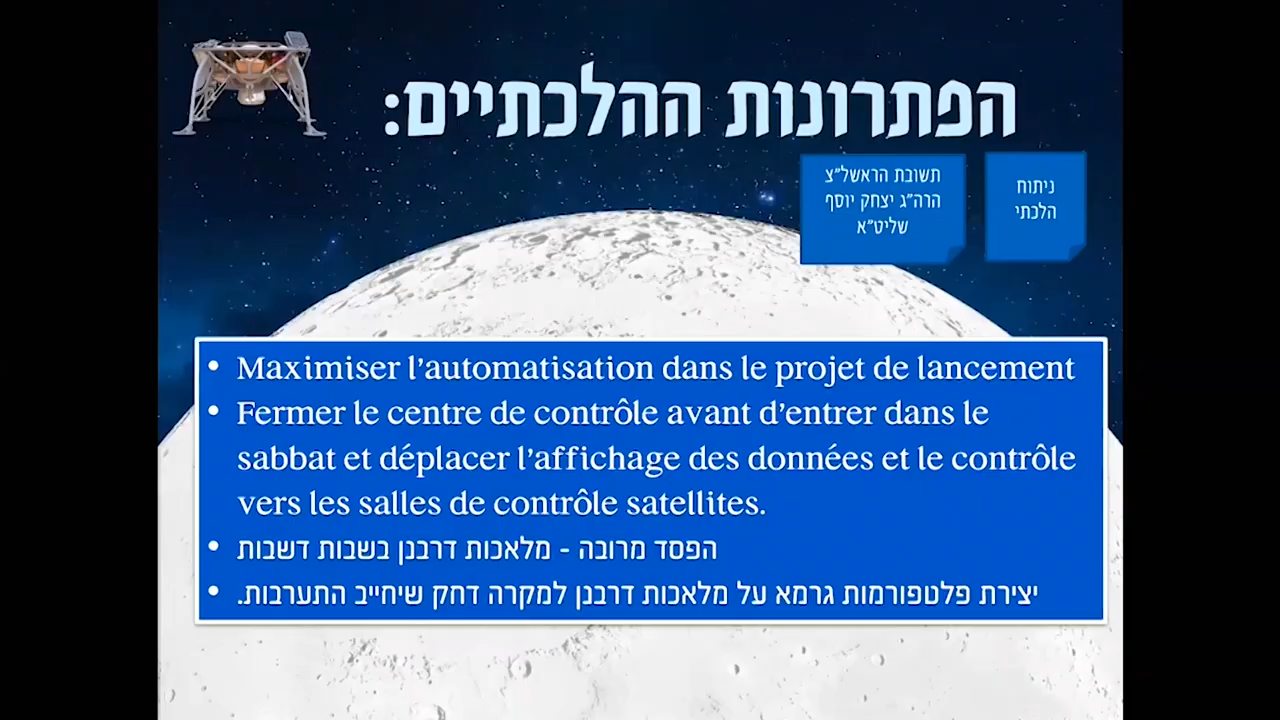 הפתרונות ההלכתיים:
ניתוח
הלכתי
תשובת הראשל"צ
הרה"ג יצחק יוסף
שליט"א
• Maximiser l'automatisation dans le projet de lancement
• Fermer le centre de contrôle avant d'entrer dans le
sabbat et déplacer l'affichage des données et le contrôle
vers les salles de contrôle satellites.
• הפסד מרובה - מלאכות דרבנן בשבות דשבות
• יצירת פלטפורמות גרמא על מלאכות דרבנן למקרה דחק שיחייב התערבות.